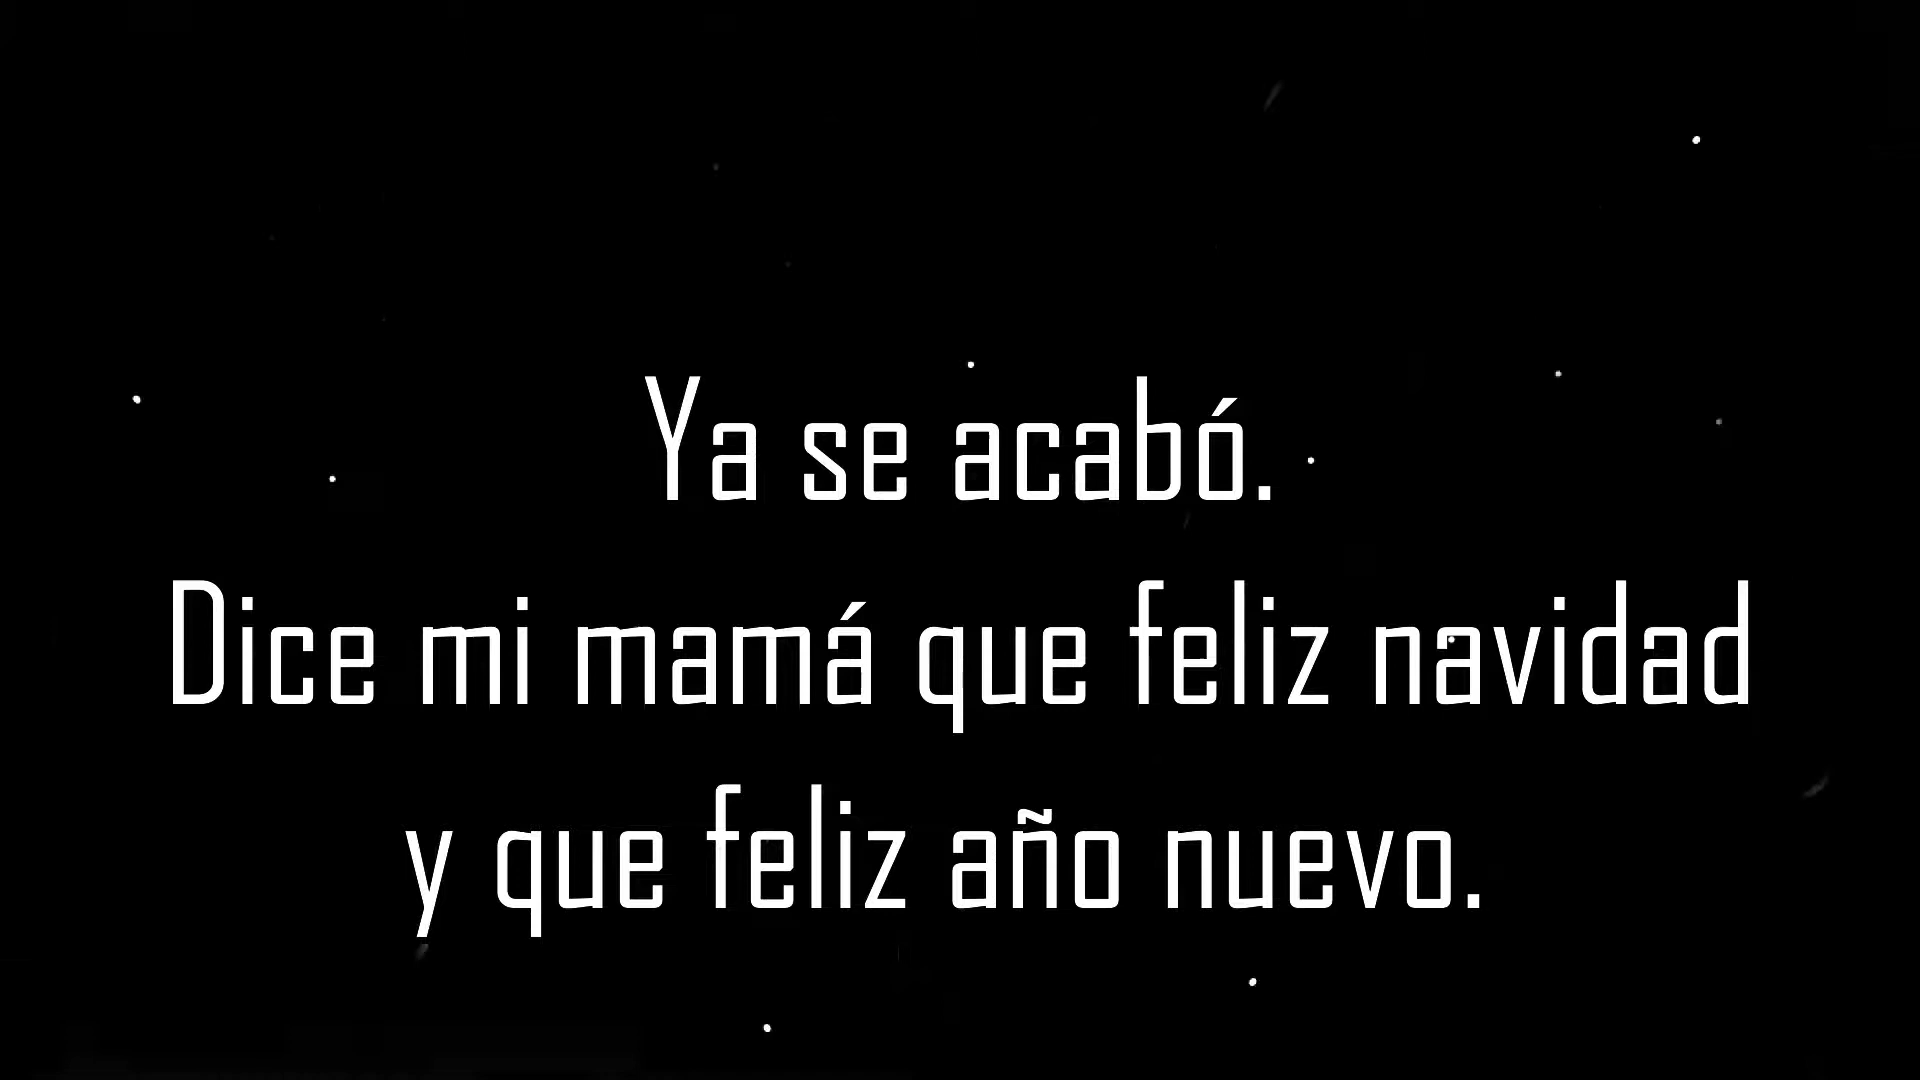 Ya se acabó.
Dice mi mamá que feliz navidad
y que feliz año nuevo.